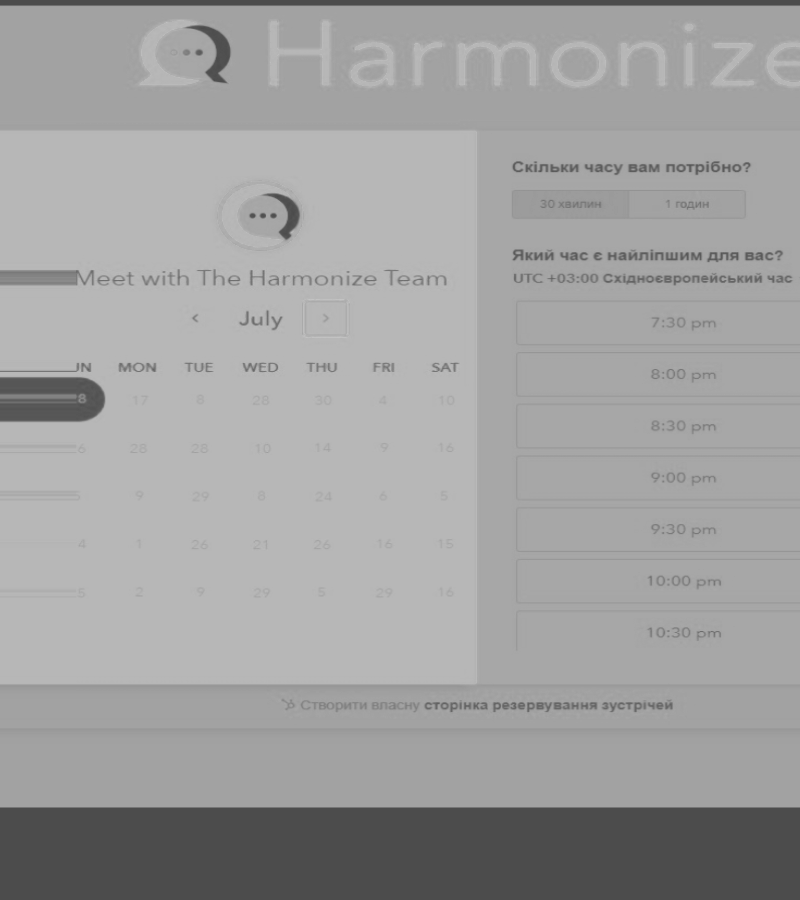 Harmonize
Meet with The Harmonize Team
July
UN MON TUE WED THU FRI SAT
8 17 8 28 30 4 10
6 28 28 10 14 9 16
5 9 29 8 24 6 5
4 1 26 21 26 16 15
5 2 9 29 5 29 16
Скільки часу вам потрібно?
30 хвилин 1 годин
Який час є найліпшим для вас?
UTC +03:00 Східноєвропейський час
7:30 pm
8:00 pm
8:30 pm
9:00 pm
9:30 pm
10:00 pm
10:30 pm
Створити власну сторінка резервування зустрічей